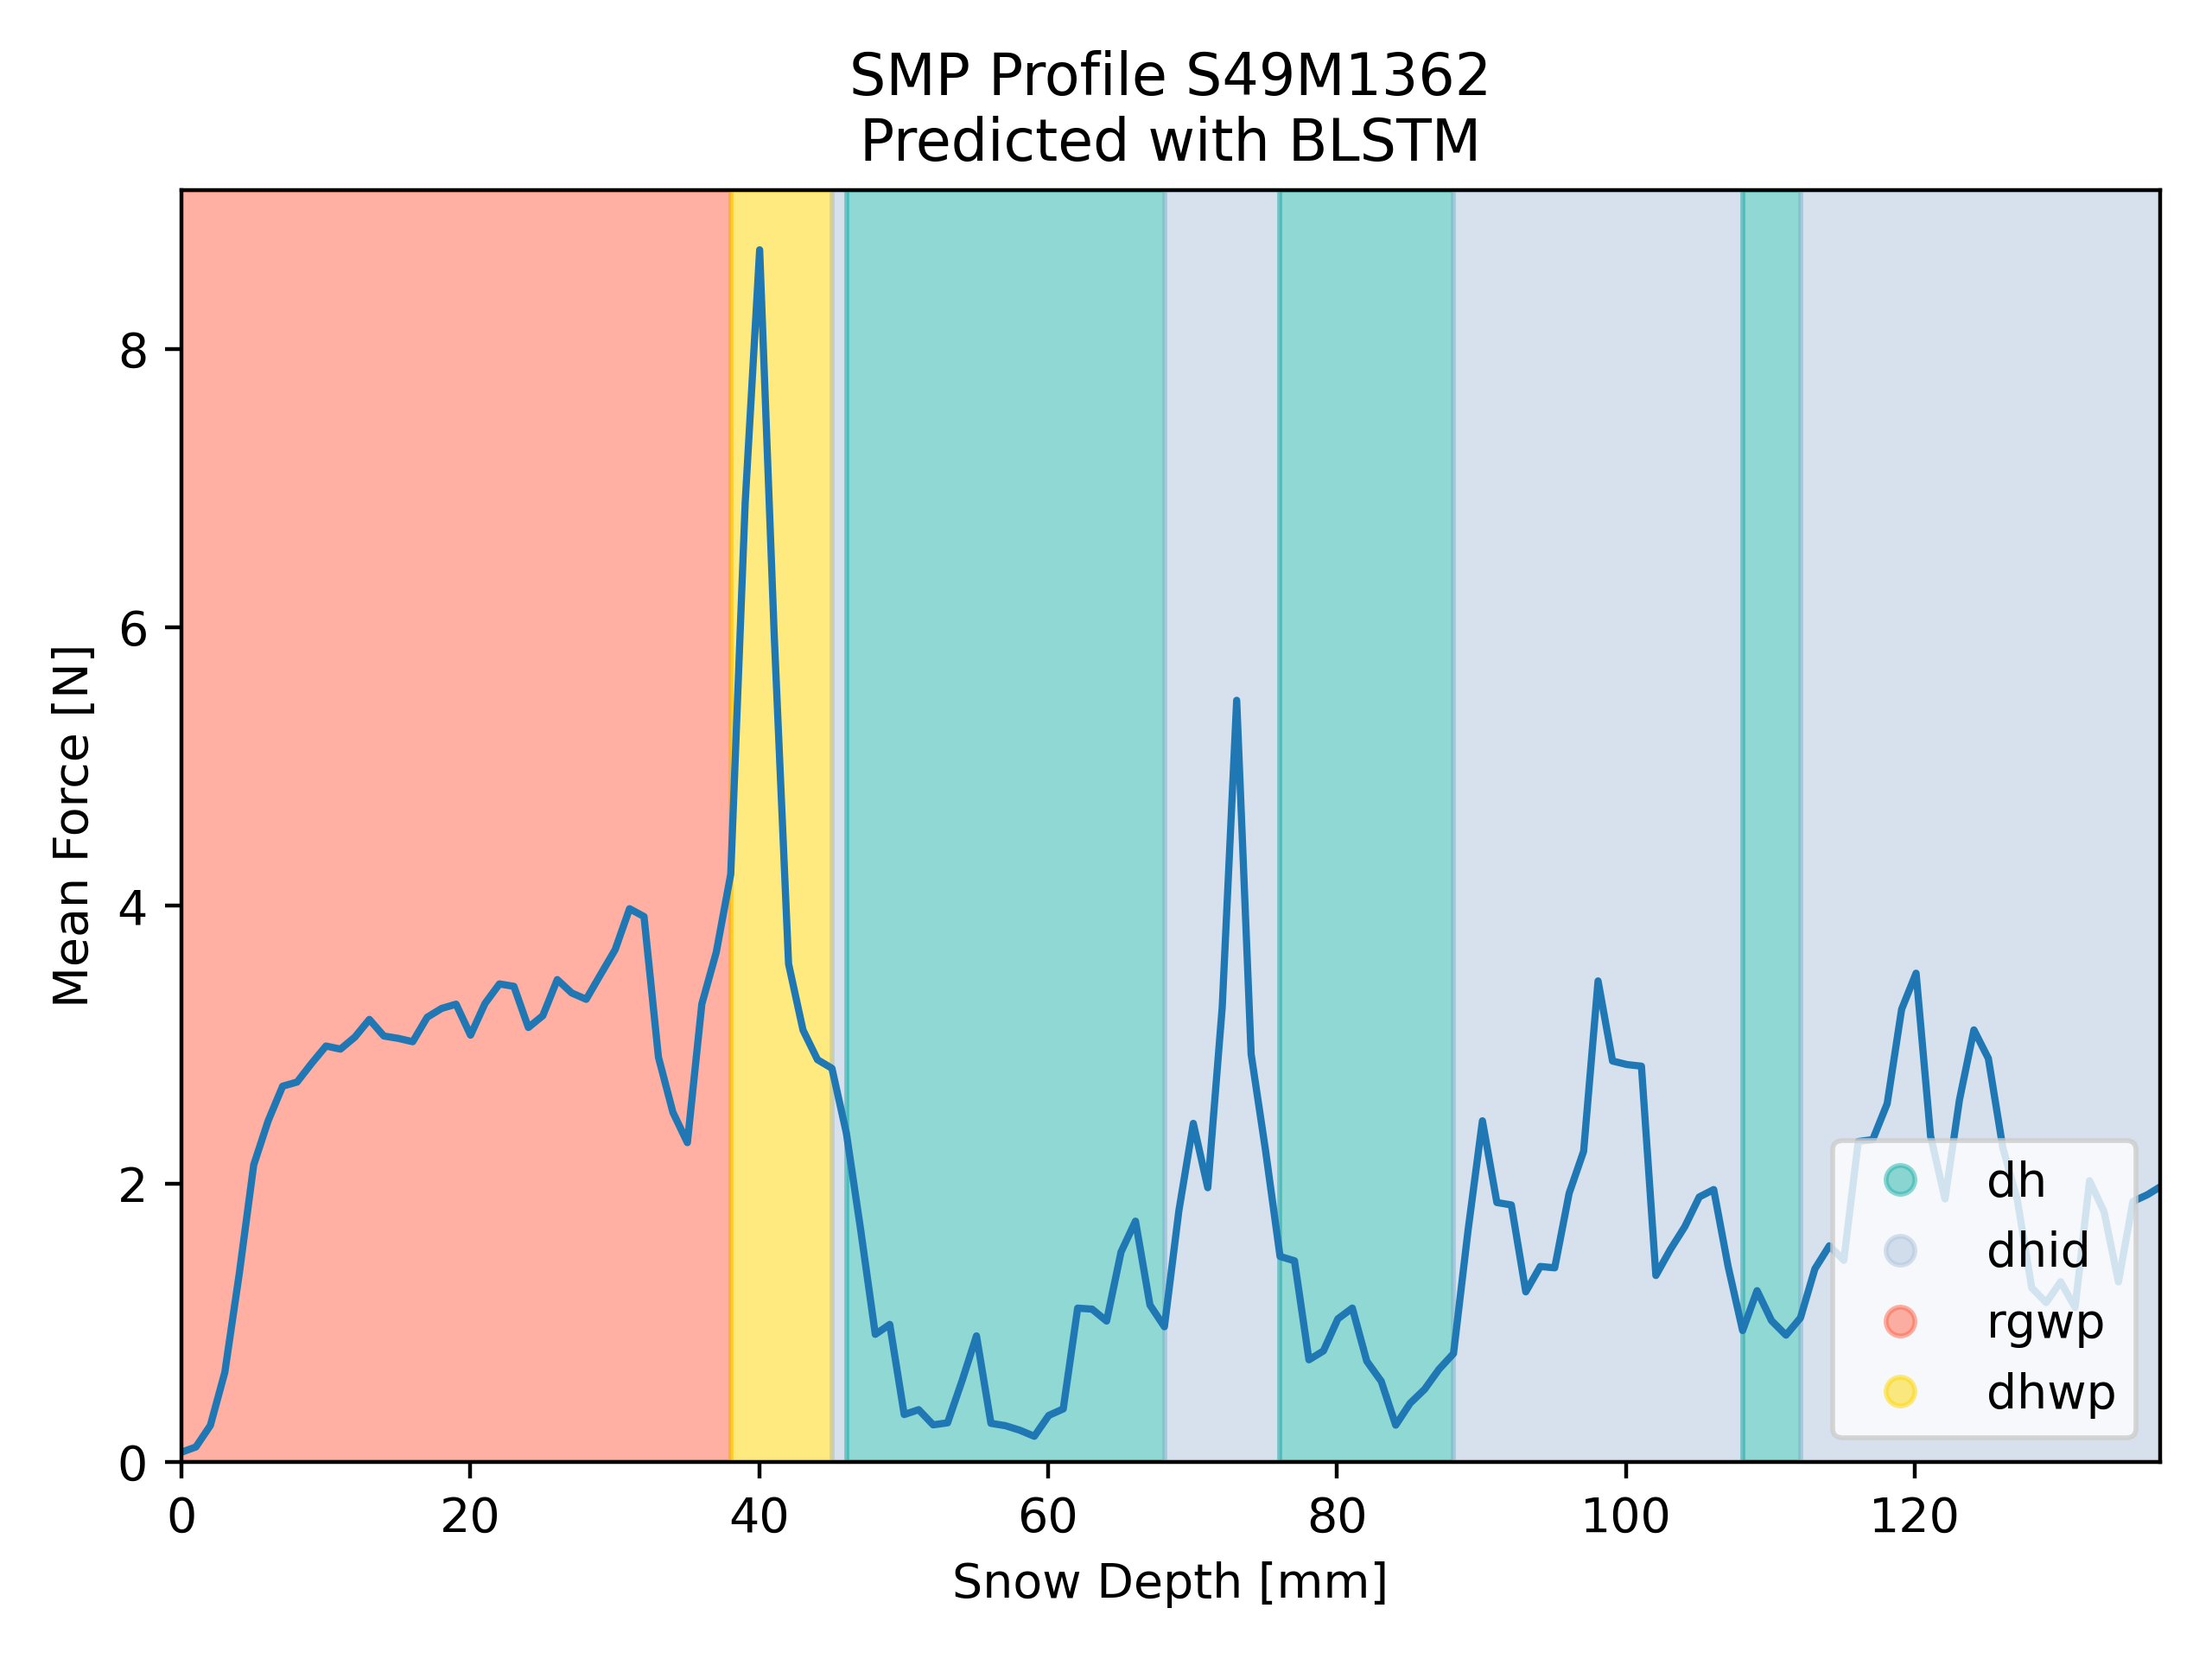 SMP Profile S49M1362
Predicted with BLSTM
Mean Force [N]
8
6
4
2
0
0 20 40 60 80 100 120
Snow Depth [mm]
dh
dhid
rgwp
dhwp